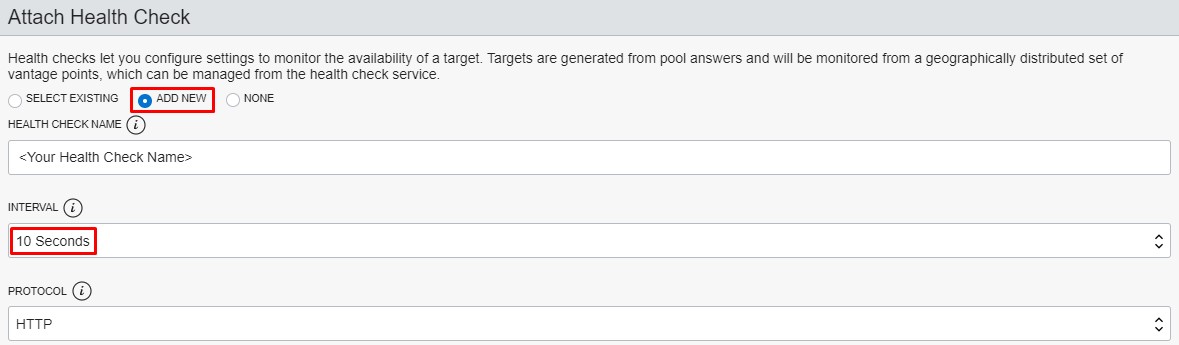 Attach Health Check
Health checks let you configure settings to monitor the availability of a target. Targets are generated from pool answers and will be monitored from a geographically distributed set of
vantage points, which can be managed from the health check service.
SELECT EXISTING ADD NEW NONE
HEALTH CHECK NAME i
<Your Health Check Name>
INTERVAL i
10 Seconds
PROTOCOL i
HTTP